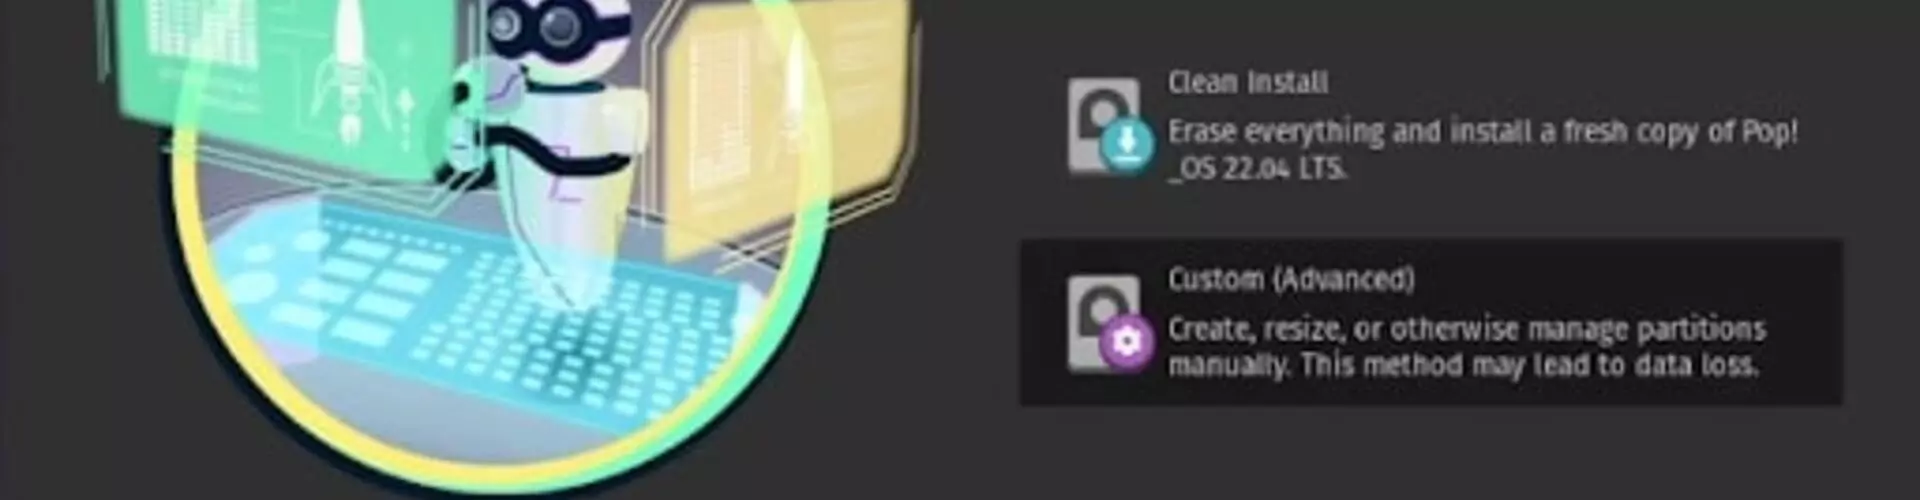 Clean Install
Erase everything and install a fresh copy of Pop!
_OS 22.04 LTS.
Custom (Advanced)
Create, resize, or otherwise manage partitions
manually. This method may lead to data loss.